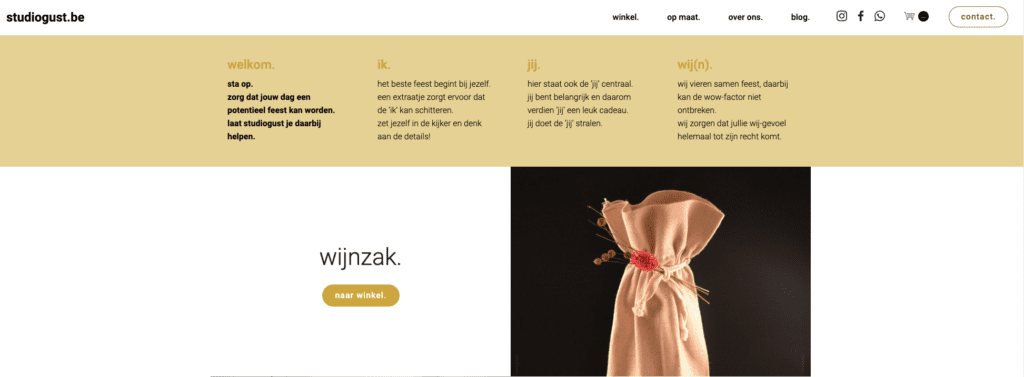 studiogust.be
winkel.
op maat.
over ons.
blog.
contact.
welkom.
sta op.
zorg dat jouw dag een
potentieel feest kan worden.
laat studiogust je daarbij
helpen.
ik.
het beste feest begint bij jezelf.
een extraatje zorgt ervoor dat
de 'ik' kan schitteren.
zet jezelf in de kijker en denk
aan de details!
jij.
hier staat ook de 'jij' centraal.
jij bent belangrijk en daarom
verdien 'jij' een leuk cadeau.
jij doet de 'jij' stralen.
wij(n).
wij vieren samen feest, daarbij
kan de wow-factor niet
ontbreken.
wij zorgen dat jullie wij-gevoel
helemaal tot zijn recht komt.
wijnzak.
naar winkel.